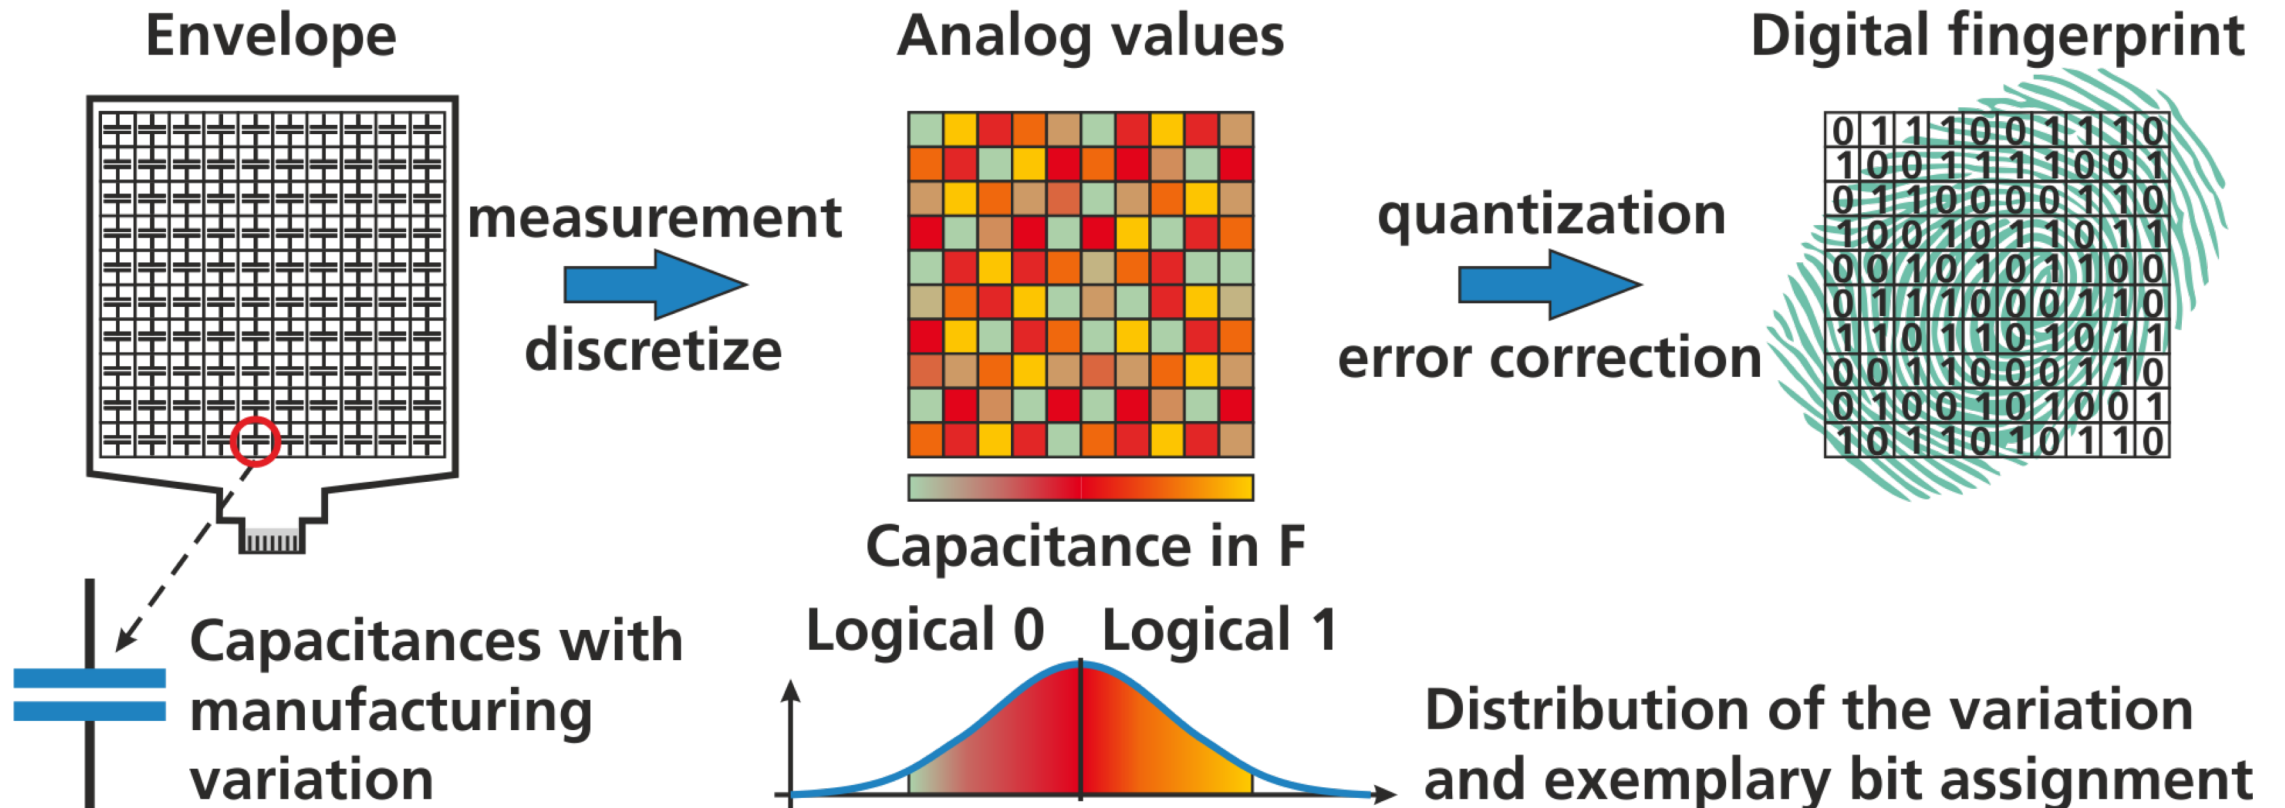 Envelope
Analog values
Digital fingerprint
measurement
discretize
quantization
error correction
0 1 1 1 0 0 1 1 1 0
1 0 0 1 1 1 1 0 0 1
0 1 1 0 0 0 0 1 1 0
1 0 0 1 0 1 1 0 1 1
0 0 1 0 1 0 1 1 0 0
0 1 1 1 0 0 0 1 1 0
1 1 0 1 1 0 1 0 1 1
0 0 1 1 0 0 0 1 1 0
0 1 0 0 1 0 1 0 0 1
1 0 1 1 0 1 0 1 1 0
Capacitance in F
Logical 0
Logical 1
Capacitances with
manufacturing
variation
Distribution of the variation
and exemplary bit assignment